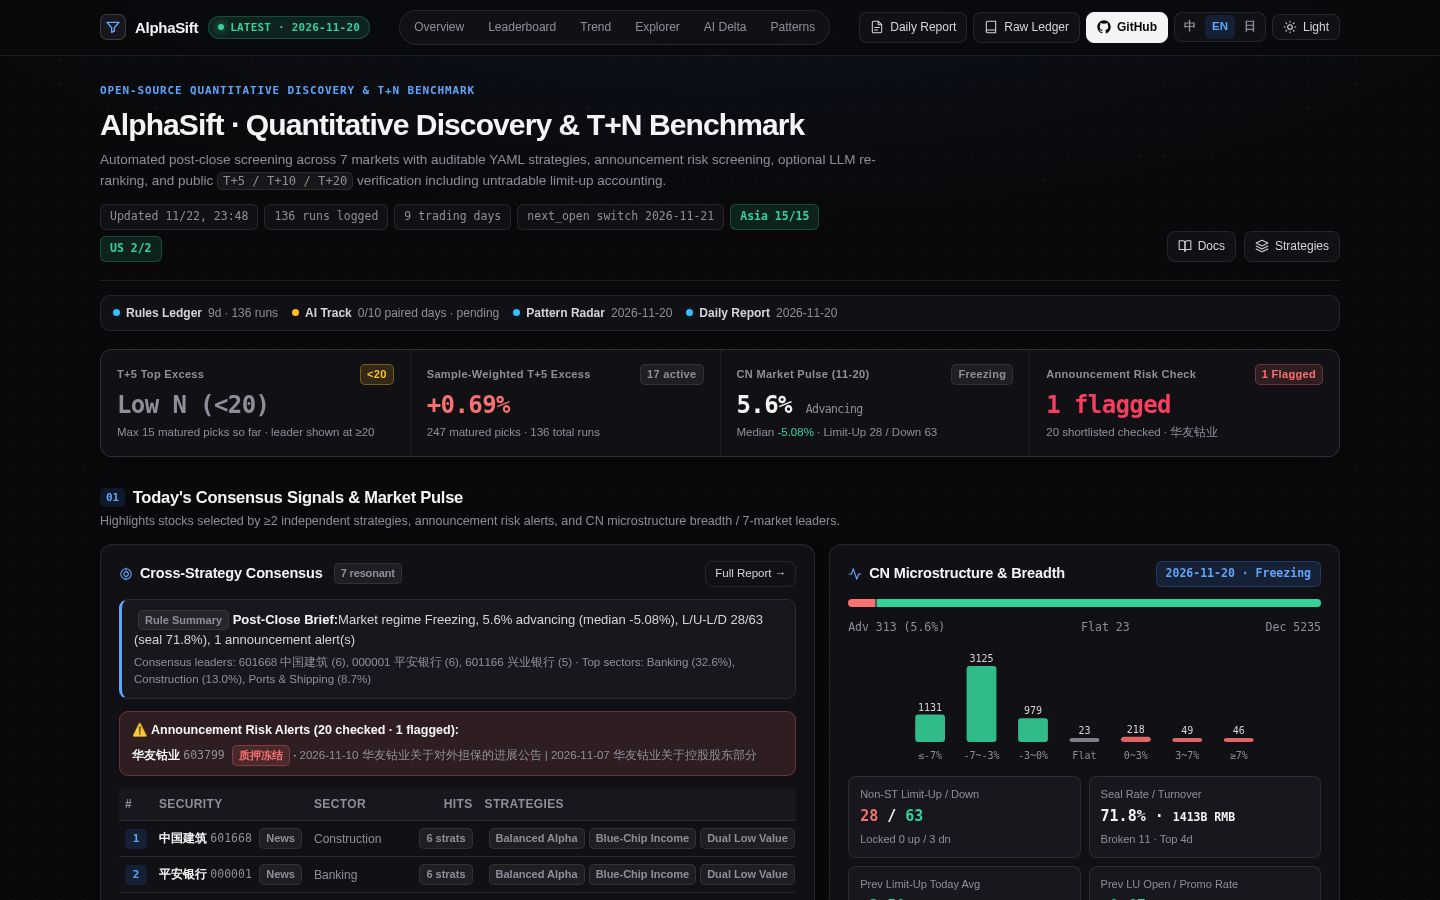 AlphaSift
LATEST · 2026-11-20
Overview
Leaderboard
Trend
Explorer
AI Delta
Patterns
Daily Report
Raw Ledger
GitHub
中
EN
日
Light
OPEN-SOURCE QUANTITATIVE DISCOVERY & T+N BENCHMARK
AlphaSift · Quantitative Discovery & T+N Benchmark
Automated post-close screening across 7 markets with auditable YAML strategies, announcement risk screening, optional LLM re-
ranking, and public T+5 / T+10 / T+20 verification including untradable limit-up accounting.
Updated 11/22, 23:48
136 runs logged
9 trading days
next_open switch 2026-11-21
Asia 15/15
US 2/2
Docs
Strategies
Rules Ledger 9d · 136 runs
AI Track 0/10 paired days · pending
Pattern Radar 2026-11-20
Daily Report 2026-11-20
T+5 Top Excess
<20
Low N (<20)
Max 15 matured picks so far · leader shown at ≥20
Sample-Weighted T+5 Excess
17 active
+0.69%
247 matured picks · 136 total runs
CN Market Pulse (11-20)
Freezing
5.6% Advancing
Median -5.08% · Limit-Up 28 / Down 63
Announcement Risk Check
1 Flagged
1 flagged
20 shortlisted checked · 华友钴业
01 Today's Consensus Signals & Market Pulse
Highlights stocks selected by ≥2 independent strategies, announcement risk alerts, and CN microstructure breadth / 7-market leaders.
Cross-Strategy Consensus
7 resonant
Full Report →
Rule Summary Post-Close Brief:Market regime Freezing, 5.6% advancing (median -5.08%), L/U-L/D 28/63
(seal 71.8%), 1 announcement alert(s)
Consensus leaders: 601668 中国建筑 (6), 000001 平安银行 (6), 601166 兴业银行 (5) · Top sectors: Banking (32.6%),
Construction (13.0%), Ports & Shipping (8.7%)
⚠️ Announcement Risk Alerts (20 checked · 1 flagged):
华友钴业 603799 质押冻结 · 2026-11-10 华友钴业关于对外担保的进展公告 | 2026-11-07 华友钴业关于控股股东部分
# SECURITY SECTOR HITS STRATEGIES
1 中国建筑 601668 News Construction 6 strats Balanced Alpha Blue-Chip Income Dual Low Value
2 平安银行 000001 News Banking 6 strats Balanced Alpha Blue-Chip Income Dual Low Value
CN Microstructure & Breadth
2026-11-20 · Freezing
Adv 313 (5.6%)
Flat 23
Dec 5235
1131
3125
979
23
218
49
46
≤-7%
-7~-3%
-3~0%
Flat
0~3%
3~7%
≥7%
Non-ST Limit-Up / Down
28 / 63
Locked 0 up / 3 dn
Seal Rate / Turnover
71.8% · 1413B RMB
Broken 11 · Top 4d
Prev Limit-Up Today Avg
Prev LU Open / Promo Rate